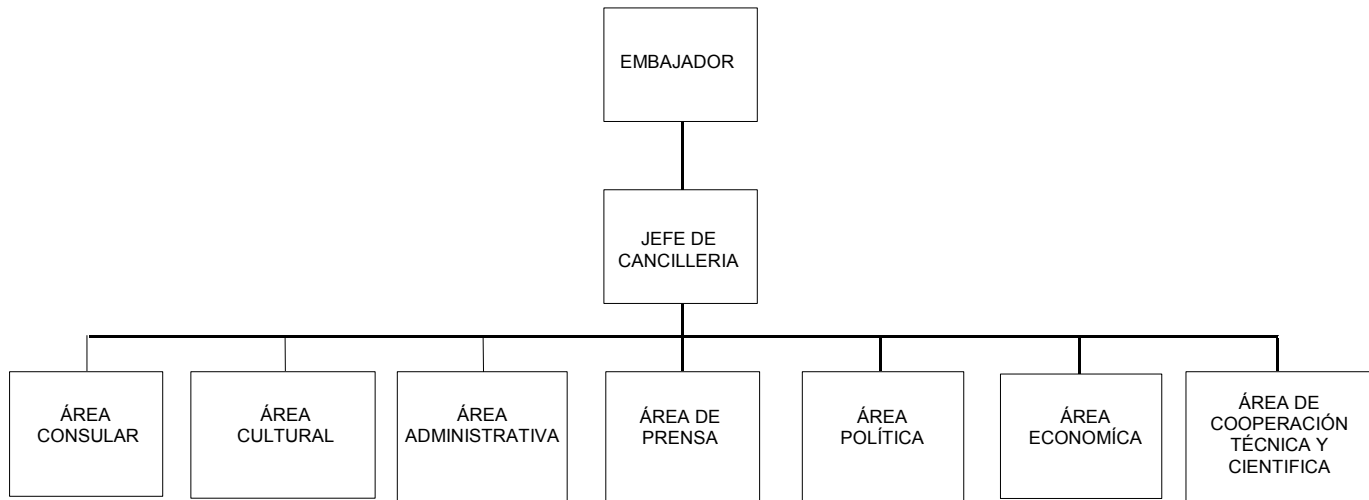 EMBAJADOR
JEFE DE
CANCILLERIA
ÁREA
CONSULAR
ÁREA
CULTURAL
ÁREA
ADMINISTRATIVA
ÁREA DE
PRENSA
ÁREA
POLÍTICA
ÁREA
ECONOMÍCA
ÁREA DE
COOPERACIÓN
TÉCNICA Y
CIENTIFICA